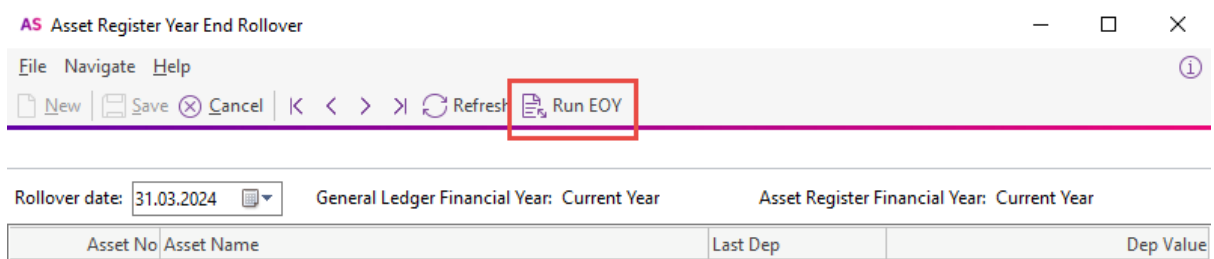 AS Asset Register Year End Rollover
File Navigate Help
New Save Cancel Refresh Run EOY
Rollover date: 31.03.2024 General Ledger Financial Year: Current Year Asset Register Financial Year: Current Year
Asset No Asset Name Last Dep Dep Value